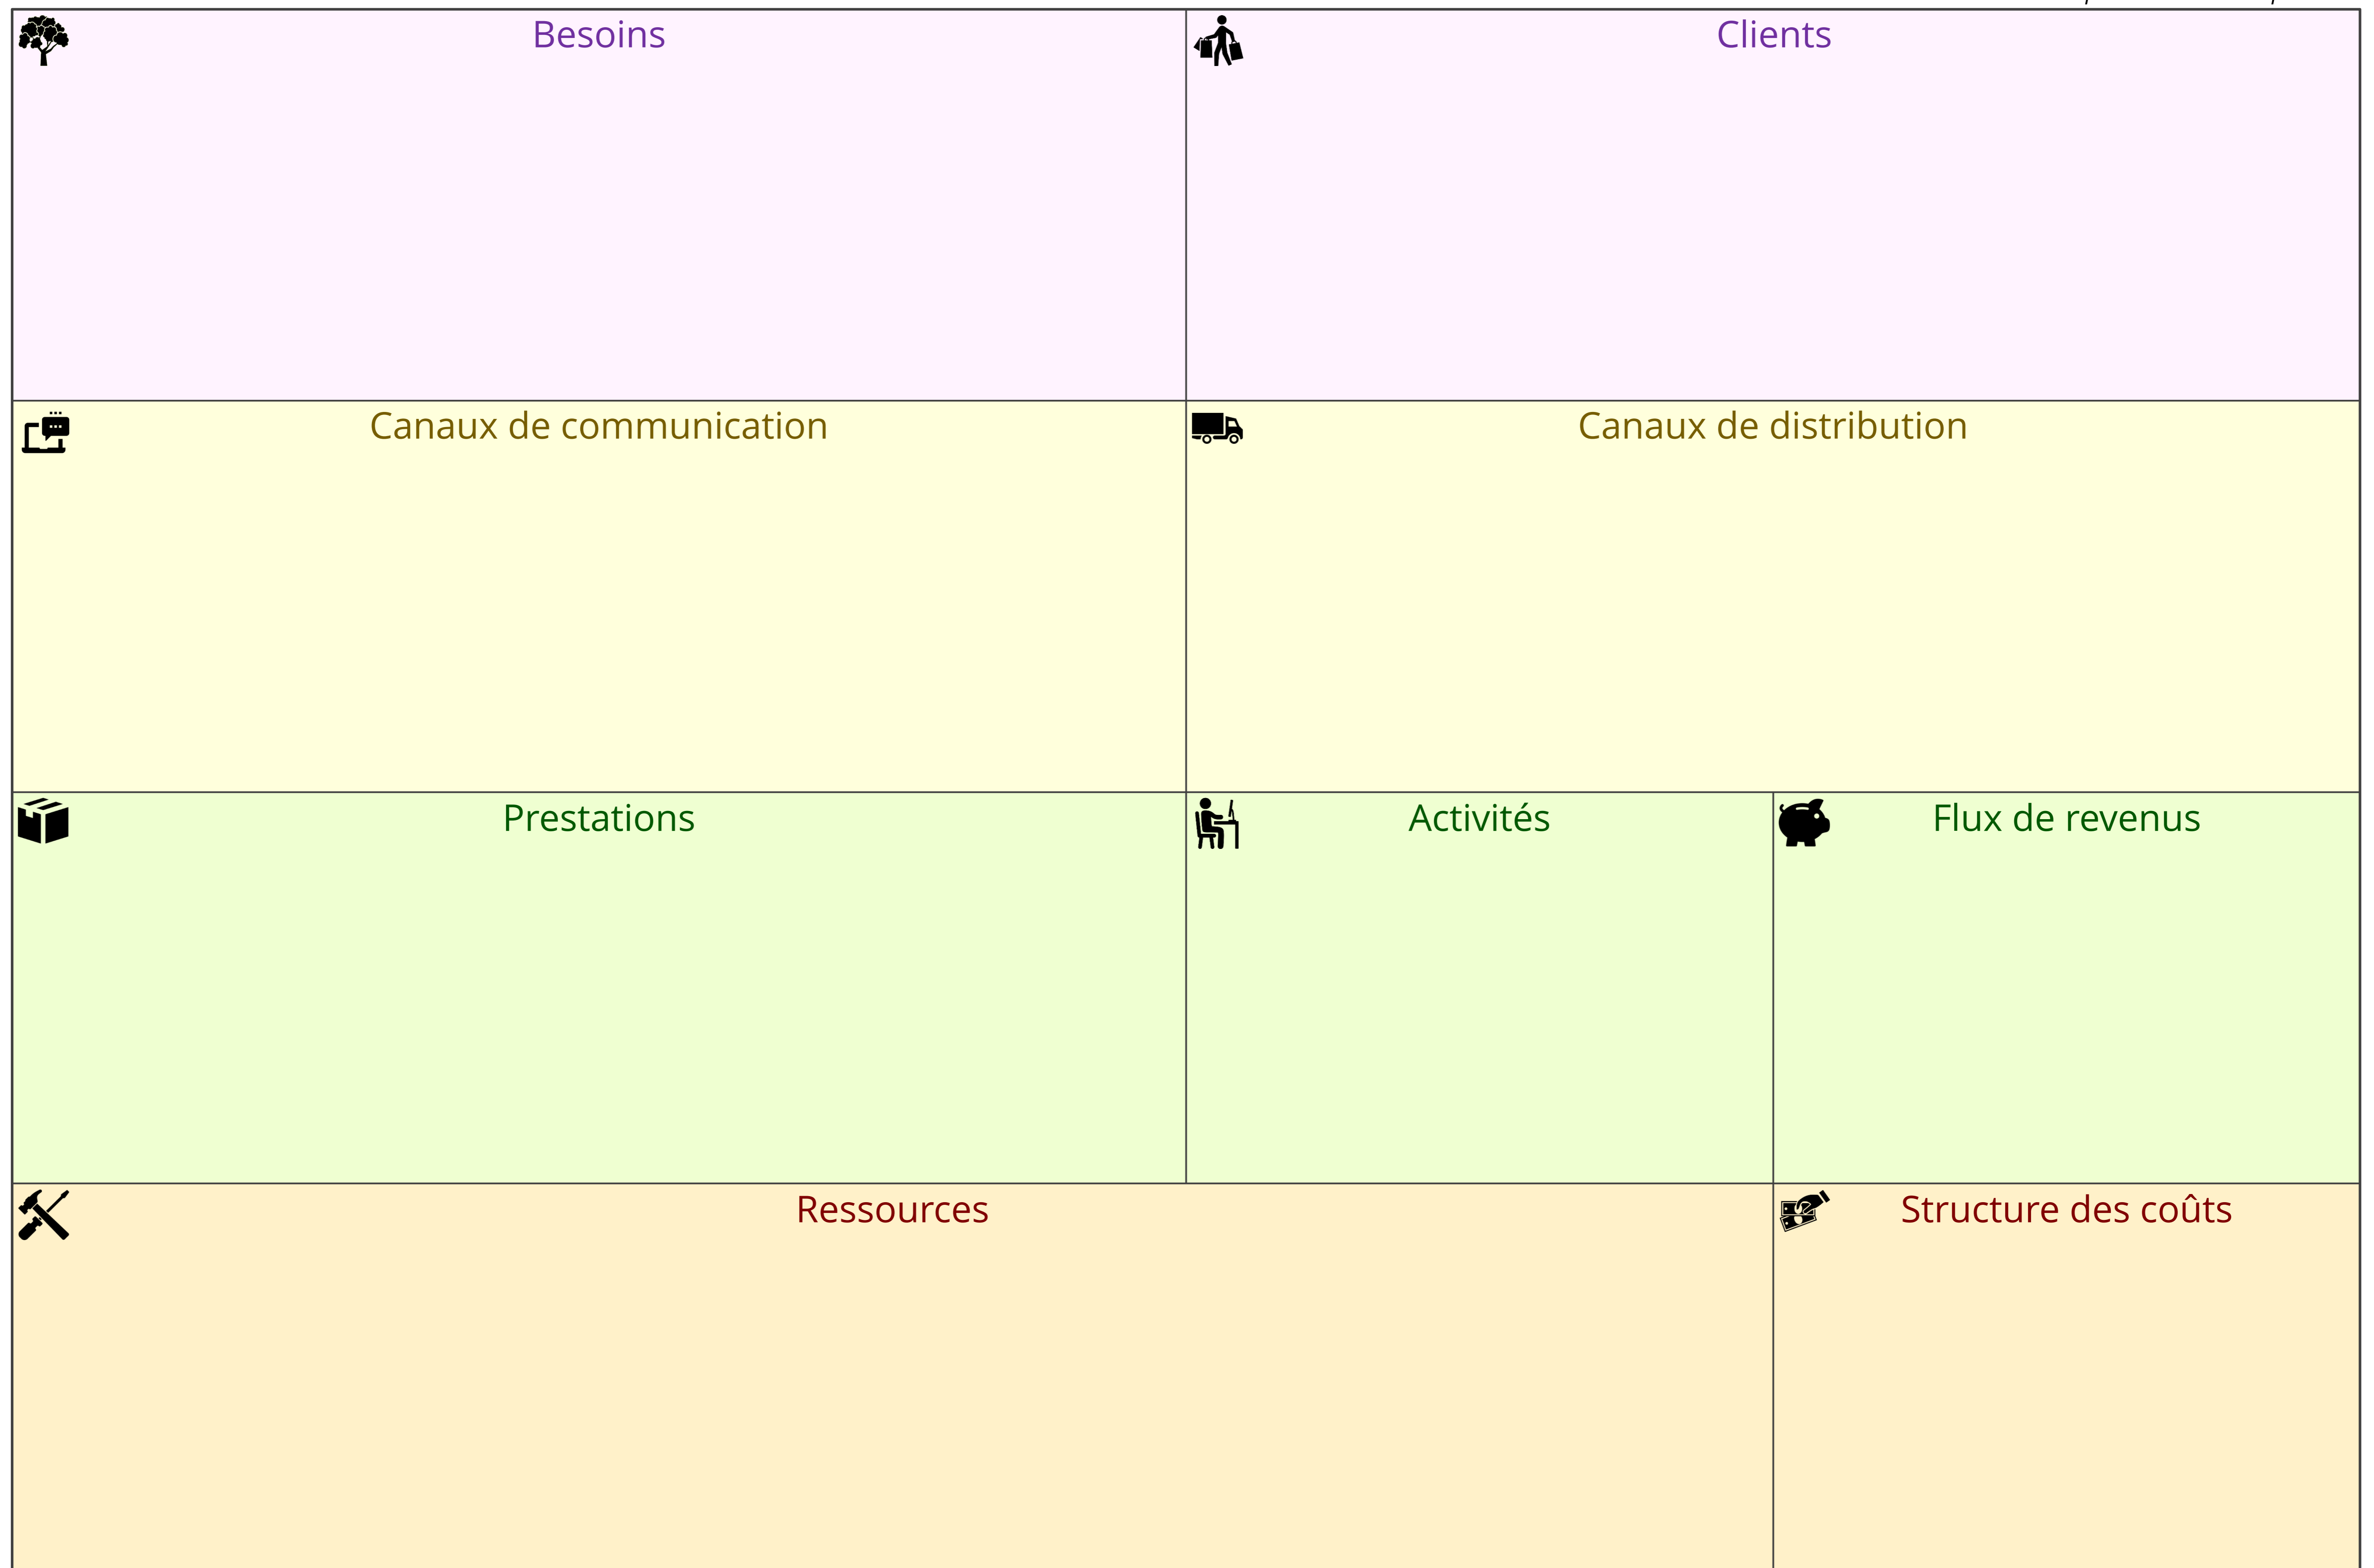 Besoins
Clients
Canaux de communication
Canaux de distribution
Prestations
Activités
Flux de revenus
Ressources
Structure des coûts